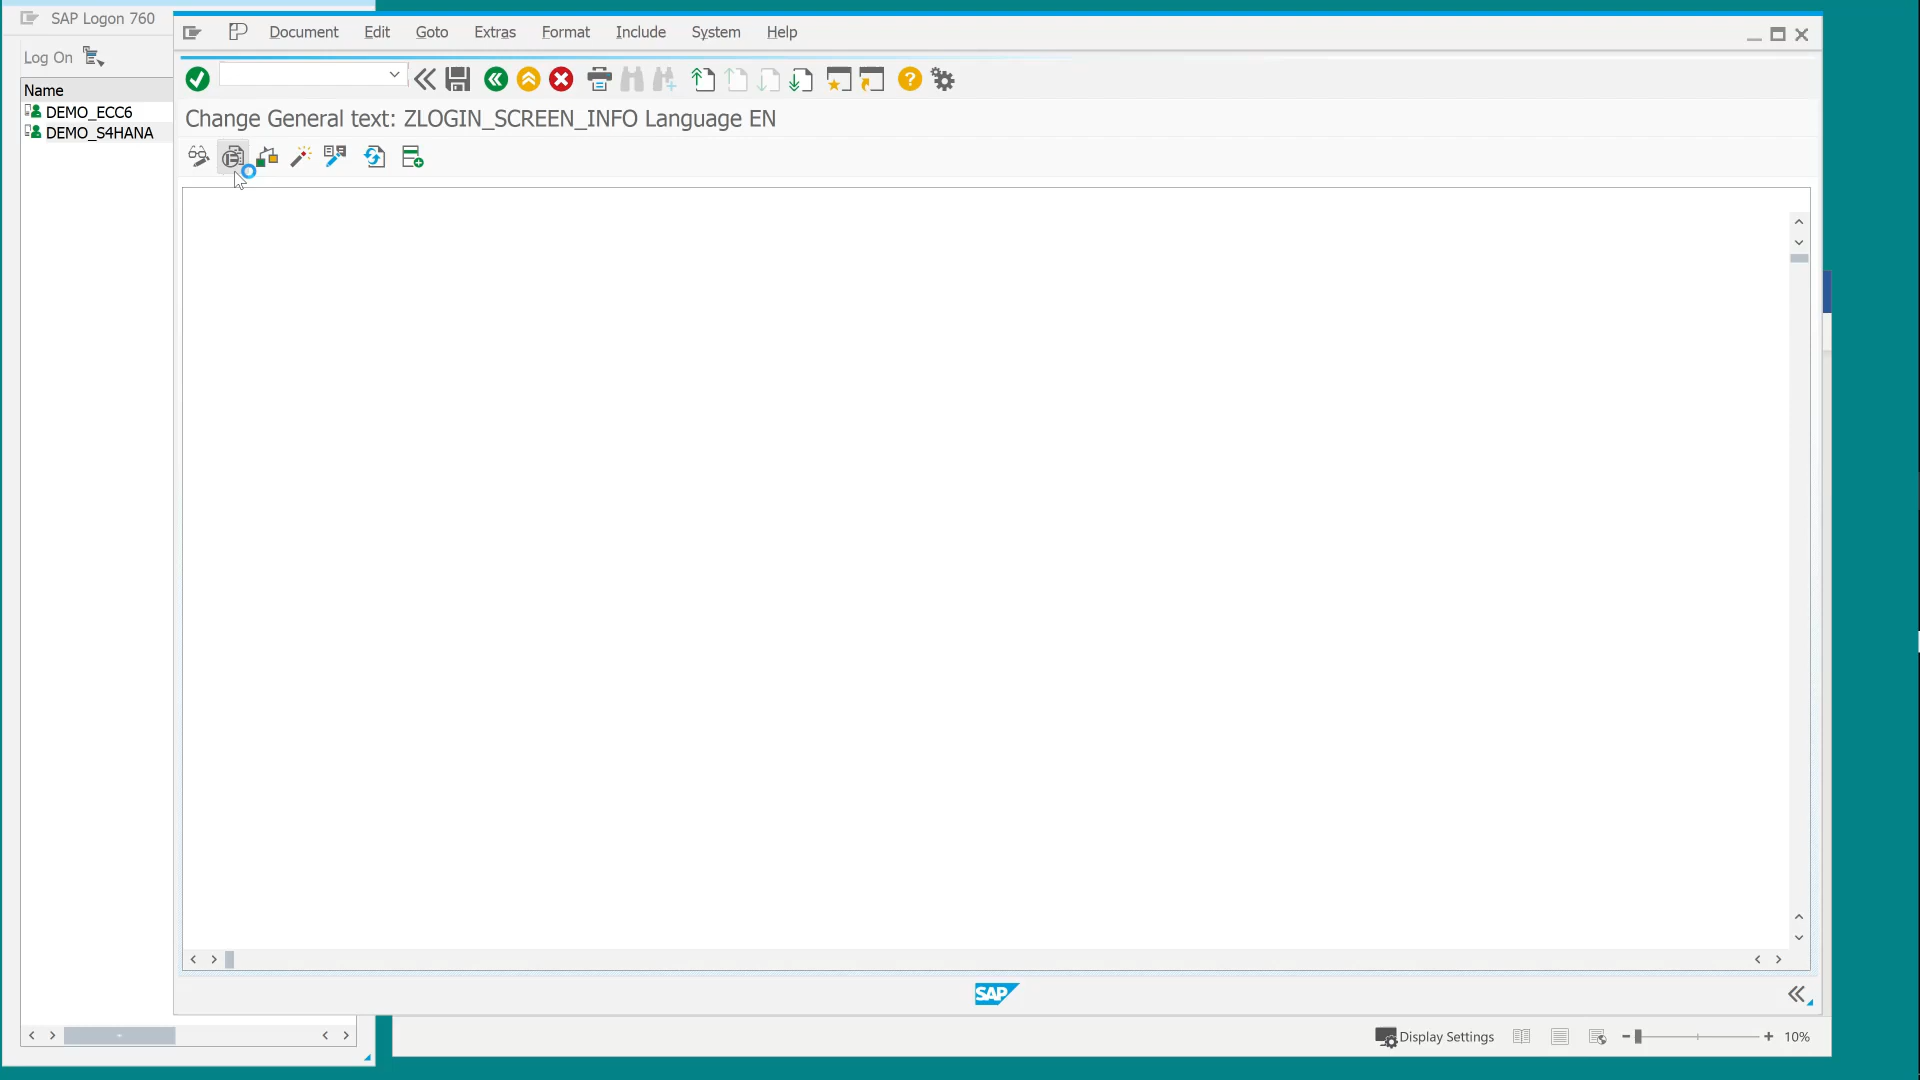 SAP Logon 760
Log On
Name
DEMO_ECC6
DEMO_S4HANA
Document Edit Goto Extras Format Include System Help
Change General text: ZLOGIN_SCREEN_INFO Language EN
SAP
Display Settings
10%